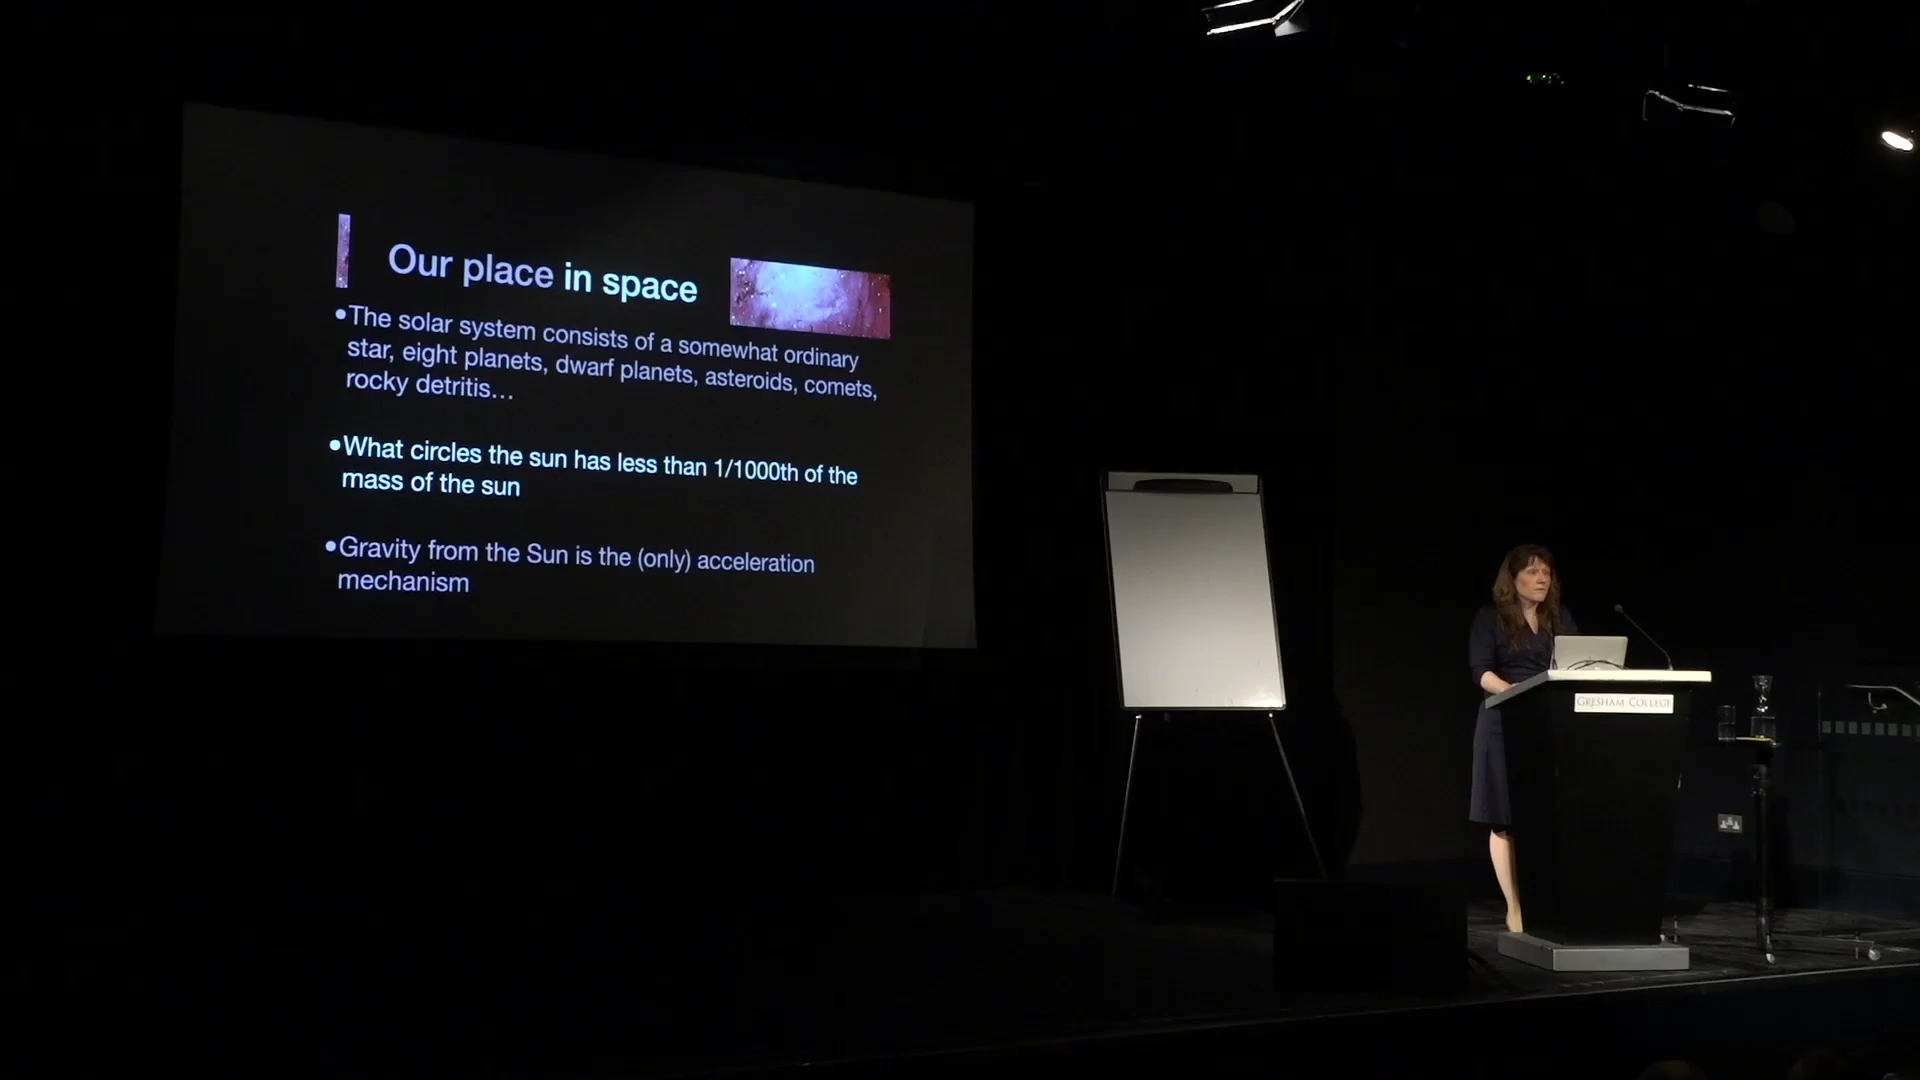 Our place in space
•The solar system consists of a somewhat ordinary
star, eight planets, dwarf planets, asteroids, comets,
rocky detritis...
•What circles the sun has less than 1/1000th of the
mass of the sun
•Gravity from the Sun is the (only) acceleration
mechanism
GRESHAM COLLEGE